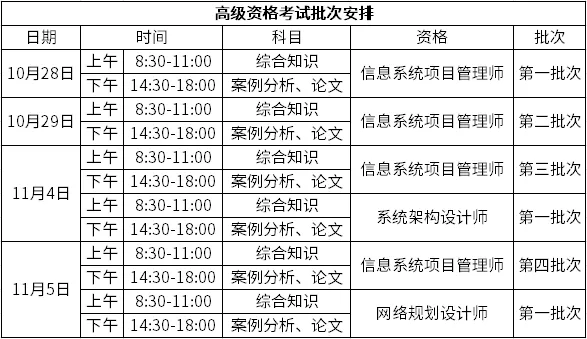 高级资格考试批次安排
日期 时间 科目 资格 批次
10月28日 上午 8:30-11:00 综合知识 信息系统项目管理师 第一批次
下午 14:30-18:00 案例分析、论文
10月29日 上午 8:30-11:00 综合知识 信息系统项目管理师 第二批次
下午 14:30-18:00 案例分析、论文
11月4日 上午 8:30-11:00 综合知识 信息系统项目管理师 第三批次
下午 14:30-18:00 案例分析、论文
上午 8:30-11:00 综合知识 系统架构设计师 第一批次
下午 14:30-18:00 案例分析、论文
11月5日 上午 8:30-11:00 综合知识 信息系统项目管理师 第四批次
下午 14:30-18:00 案例分析、论文
上午 8:30-11:00 综合知识 网络规划设计师 第一批次
下午 14:30-18:00 案例分析、论文